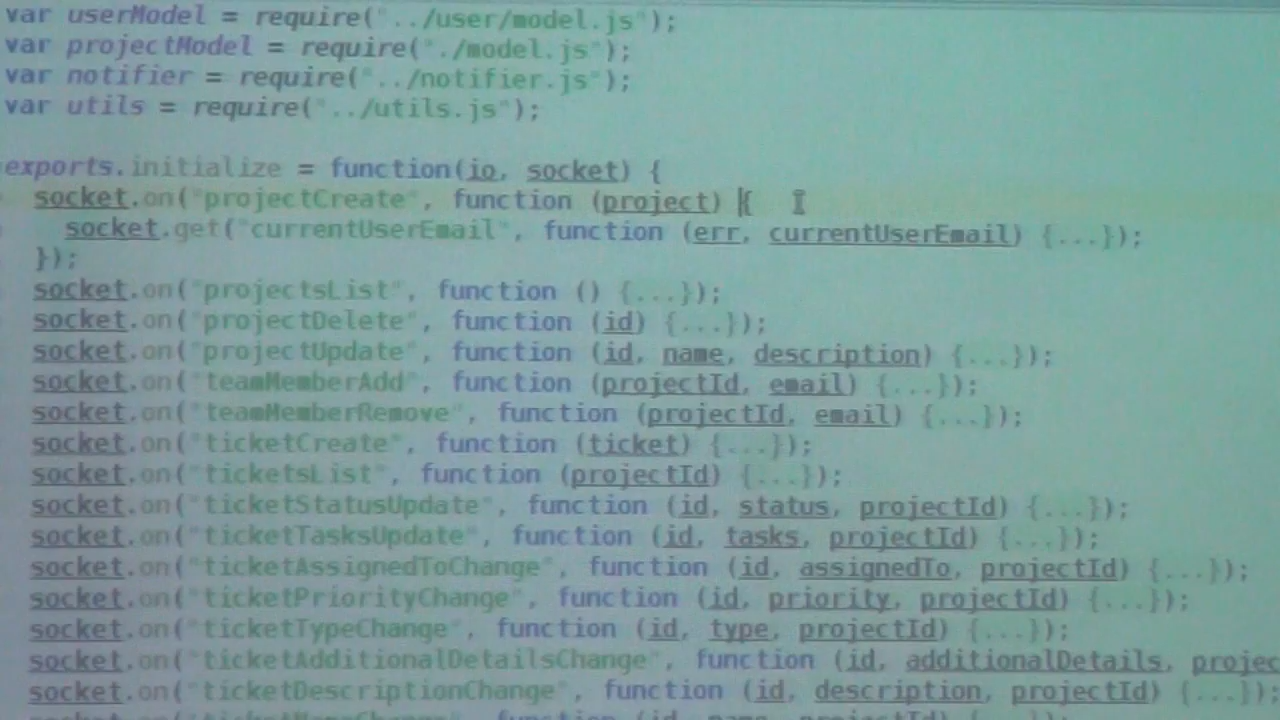 var userModel = require("../user/model.js");
var projectModel = require("./model.js");
var notifier = require("../notifier.js");
var utils = require("../utils.js");
exports.initialize = function(io, socket) {
socket.on("projectCreate", function (project) {
socket.get("currentUserEmail", function (err, currentUserEmail) {...});
});
socket.on("projectsList", function () {...});
socket.on("projectDelete", function (id) {...});
socket.on("projectUpdate", function (id, name, description) {...});
socket.on("teamMemberAdd", function (projectId, email) {...});
socket.on("teamMemberRemove", function (projectId, email) {...});
socket.on("ticketCreate", function (ticket) {...});
socket.on("ticketsList", function (projectId) {...});
socket.on("ticketStatusUpdate", function (id, status, projectId) {...});
socket.on("ticketTasksUpdate", function (id, tasks, projectId) {...});
socket.on("ticketAssignedToChange", function (id, assignedTo, projectId) {...});
socket.on("ticketPriorityChange", function (id, priority, projectId) {...});
socket.on("ticketTypeChange", function (id, type, projectId) {...});
socket.on("ticketAdditionalDetailsChange", function (id, additionalDetails, projec
socket.on("ticketDescriptionChange", function (id, description, projectId) {...});